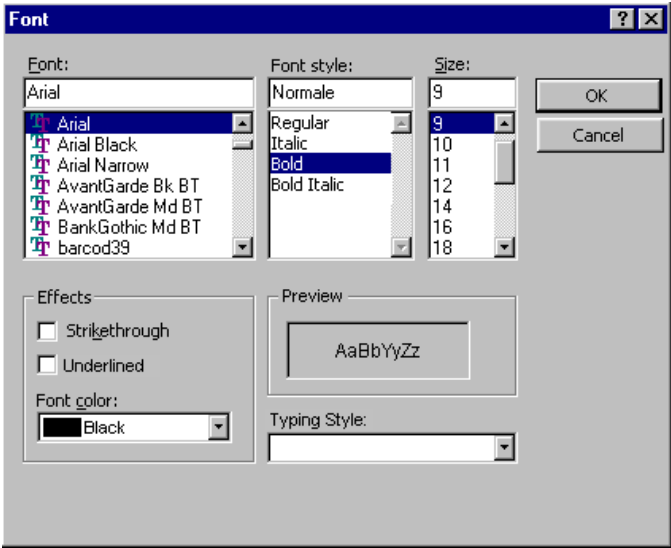 Font
Font:
Arial
Arial
Arial Black
Arial Narrow
AvantGarde Bk BT
AvantGarde Md BT
BankGothic Md BT
barcod39
Font style:
Normale
Regular
Italic
Bold
Bold Italic
Size:
9
9
10
11
12
14
16
18
OK
Cancel
Effects
Strikethrough
Underlined
Font color:
Black
Preview
AaBbYyZz
Typing Style: